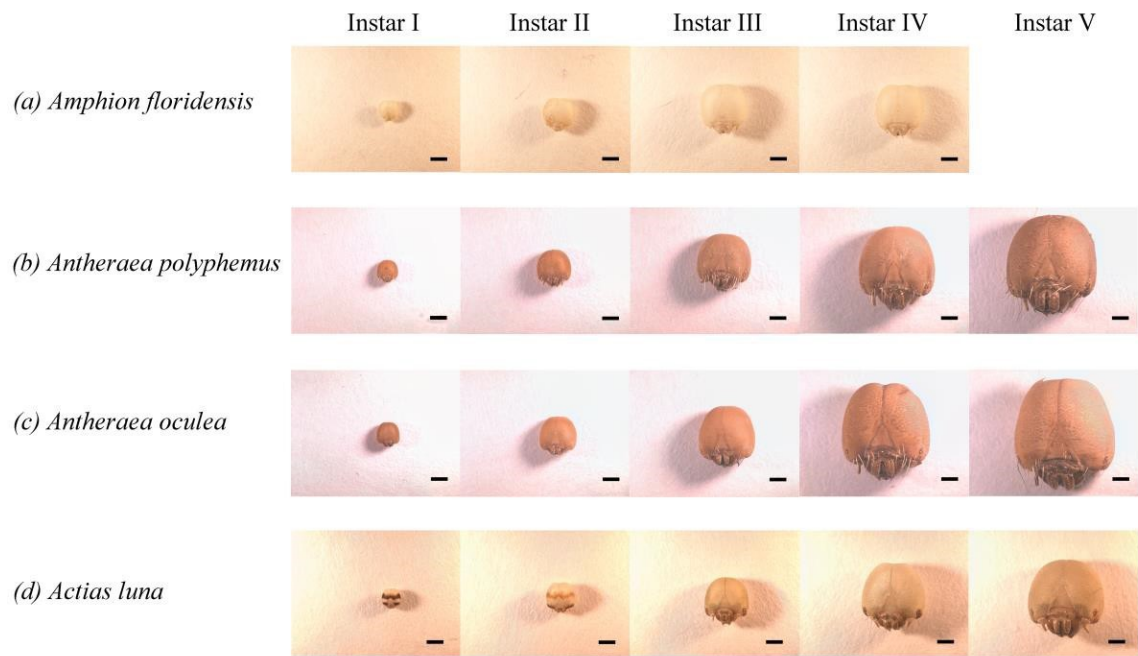 Instar I Instar II Instar III Instar IV Instar V
(a) Amphion floridensis
(b) Antheraea polyphemus
(c) Antheraea oculea
(d) Actias luna